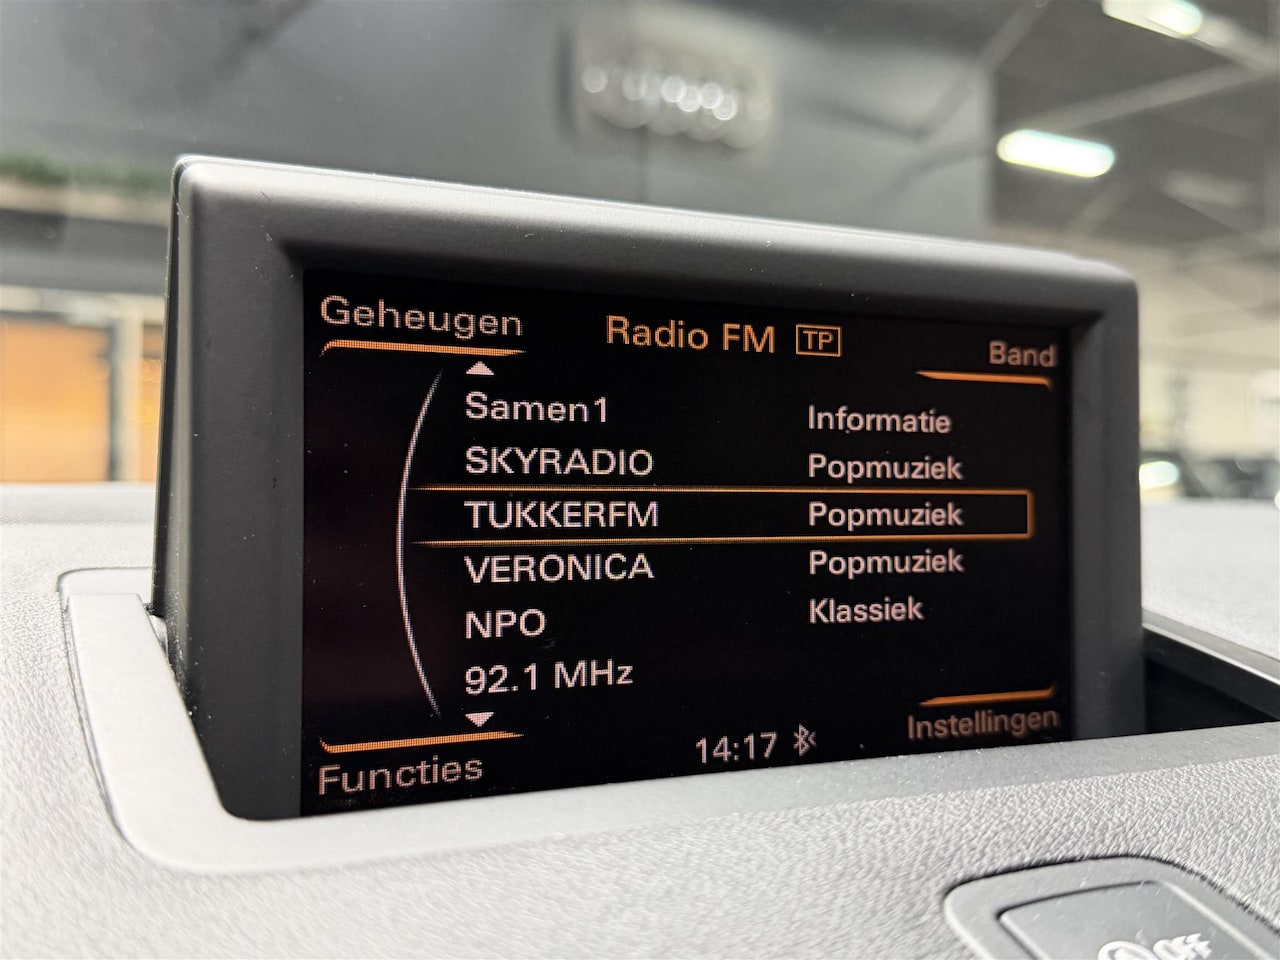 Geheugen
Radio FM TP
Band
Samen1 Informatie
SKYRADIO Popmuziek
TUKKERFM Popmuziek
VERONICA Popmuziek
NPO Klassiek
92.1 MHz
Functies
14:17
Instellingen
OFF